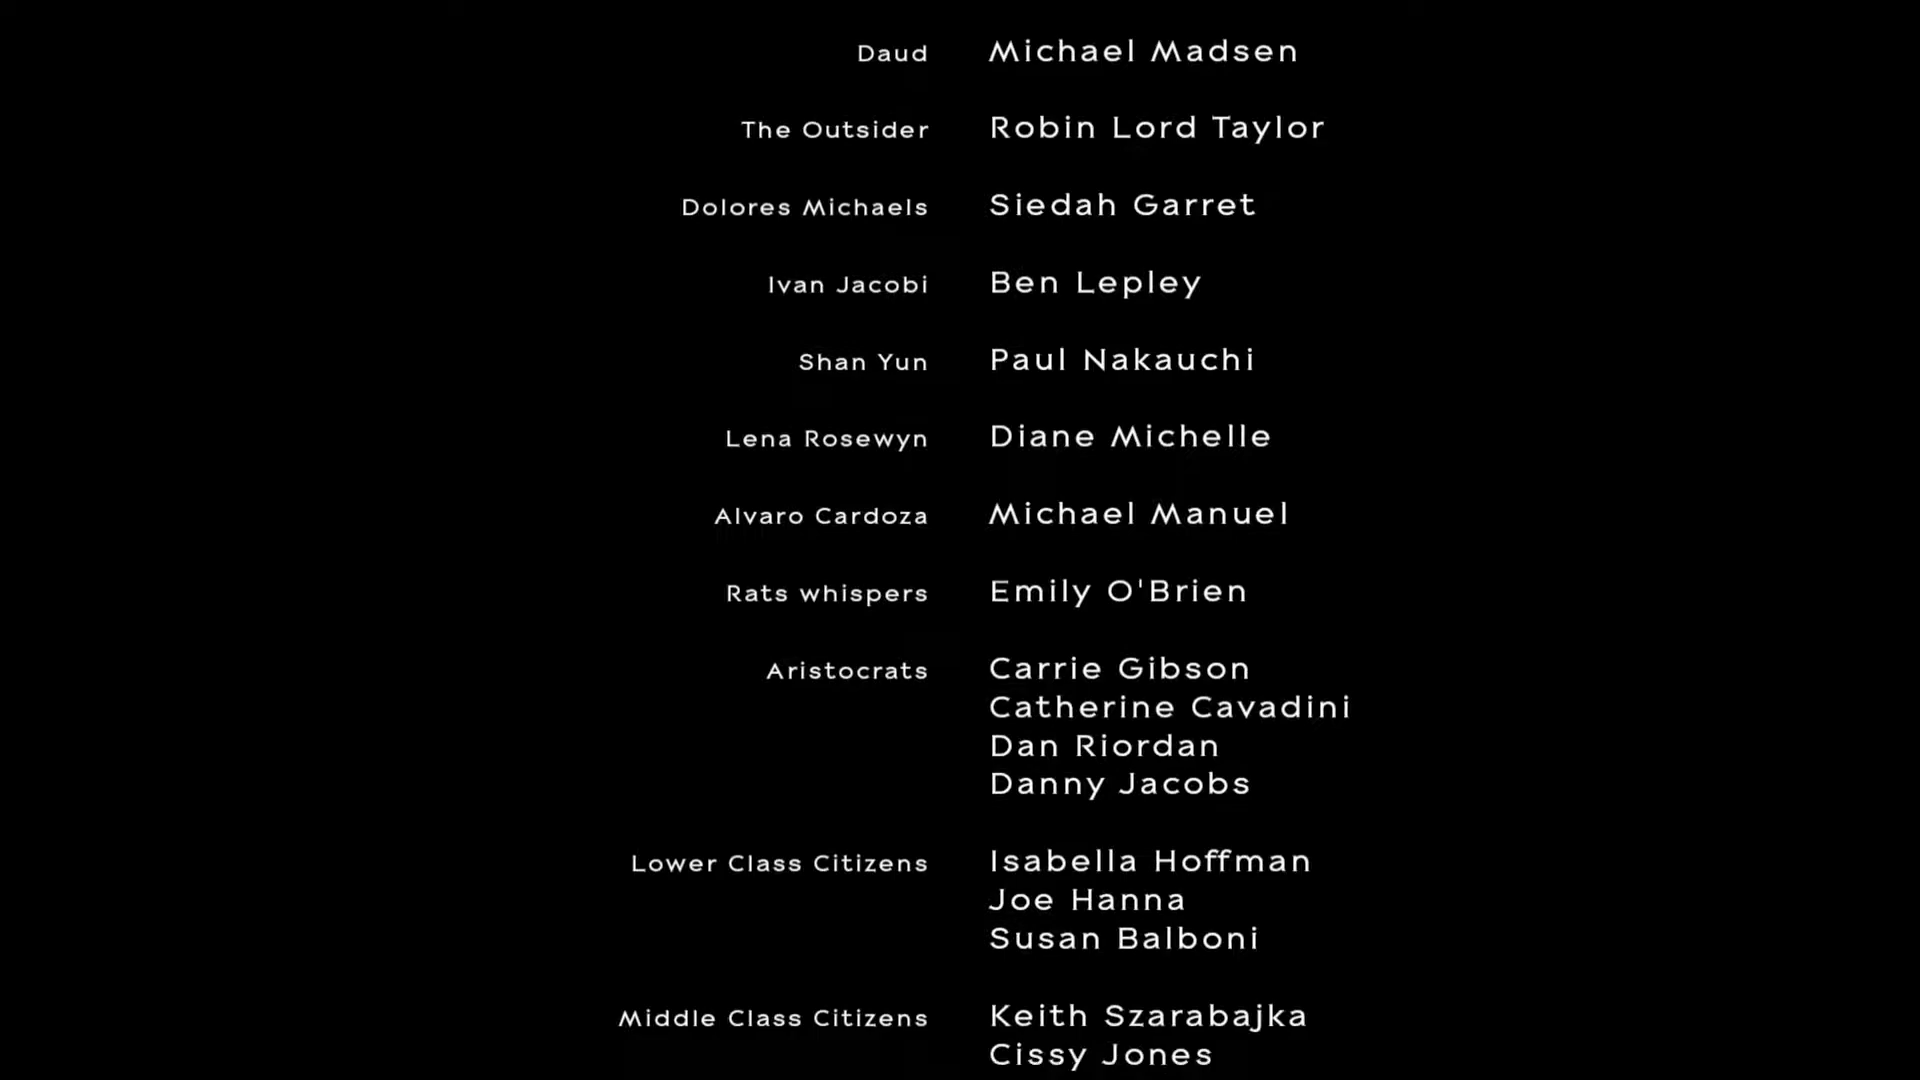 Daud Michael Madsen
The Outsider Robin Lord Taylor
Dolores Michaels Siedah Garret
Ivan Jacobi Ben Lepley
Shan Yun Paul Nakauchi
Lena Rosewyn Diane Michelle
Alvaro Cardoza Michael Manuel
Rats whispers Emily O'Brien
Aristocrats Carrie Gibson
Catherine Cavadini
Dan Riordan
Danny Jacobs
Lower Class Citizens Isabella Hoffman
Joe Hanna
Susan Balboni
Middle Class Citizens Keith Szarabajka
Cissy Jones